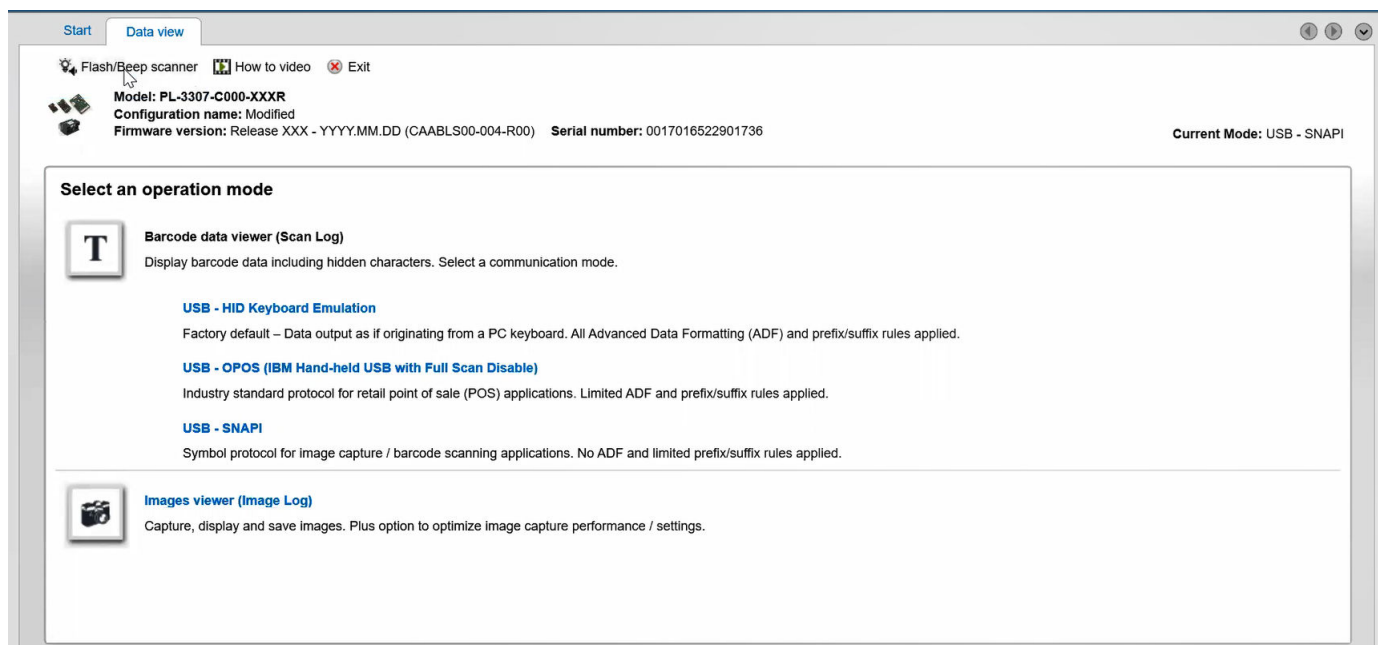 Start Data view
Flash/Beep scanner How to video Exit
Model: PL-3307-C000-XXXR
Configuration name: Modified
Firmware version: Release XXX - YYYY.MM.DD (CAABLS00-004-R00) Serial number: 0017016522901736
Current Mode: USB - SNAPI
Select an operation mode
T
Barcode data viewer (Scan Log)
Display barcode data including hidden characters. Select a communication mode.
USB - HID Keyboard Emulation
Factory default – Data output as if originating from a PC keyboard. All Advanced Data Formatting (ADF) and prefix/suffix rules applied.
USB - OPOS (IBM Hand-held USB with Full Scan Disable)
Industry standard protocol for retail point of sale (POS) applications. Limited ADF and prefix/suffix rules applied.
USB - SNAPI
Symbol protocol for image capture / barcode scanning applications. No ADF and limited prefix/suffix rules applied.
Images viewer (Image Log)
Capture, display and save images. Plus option to optimize image capture performance / settings.